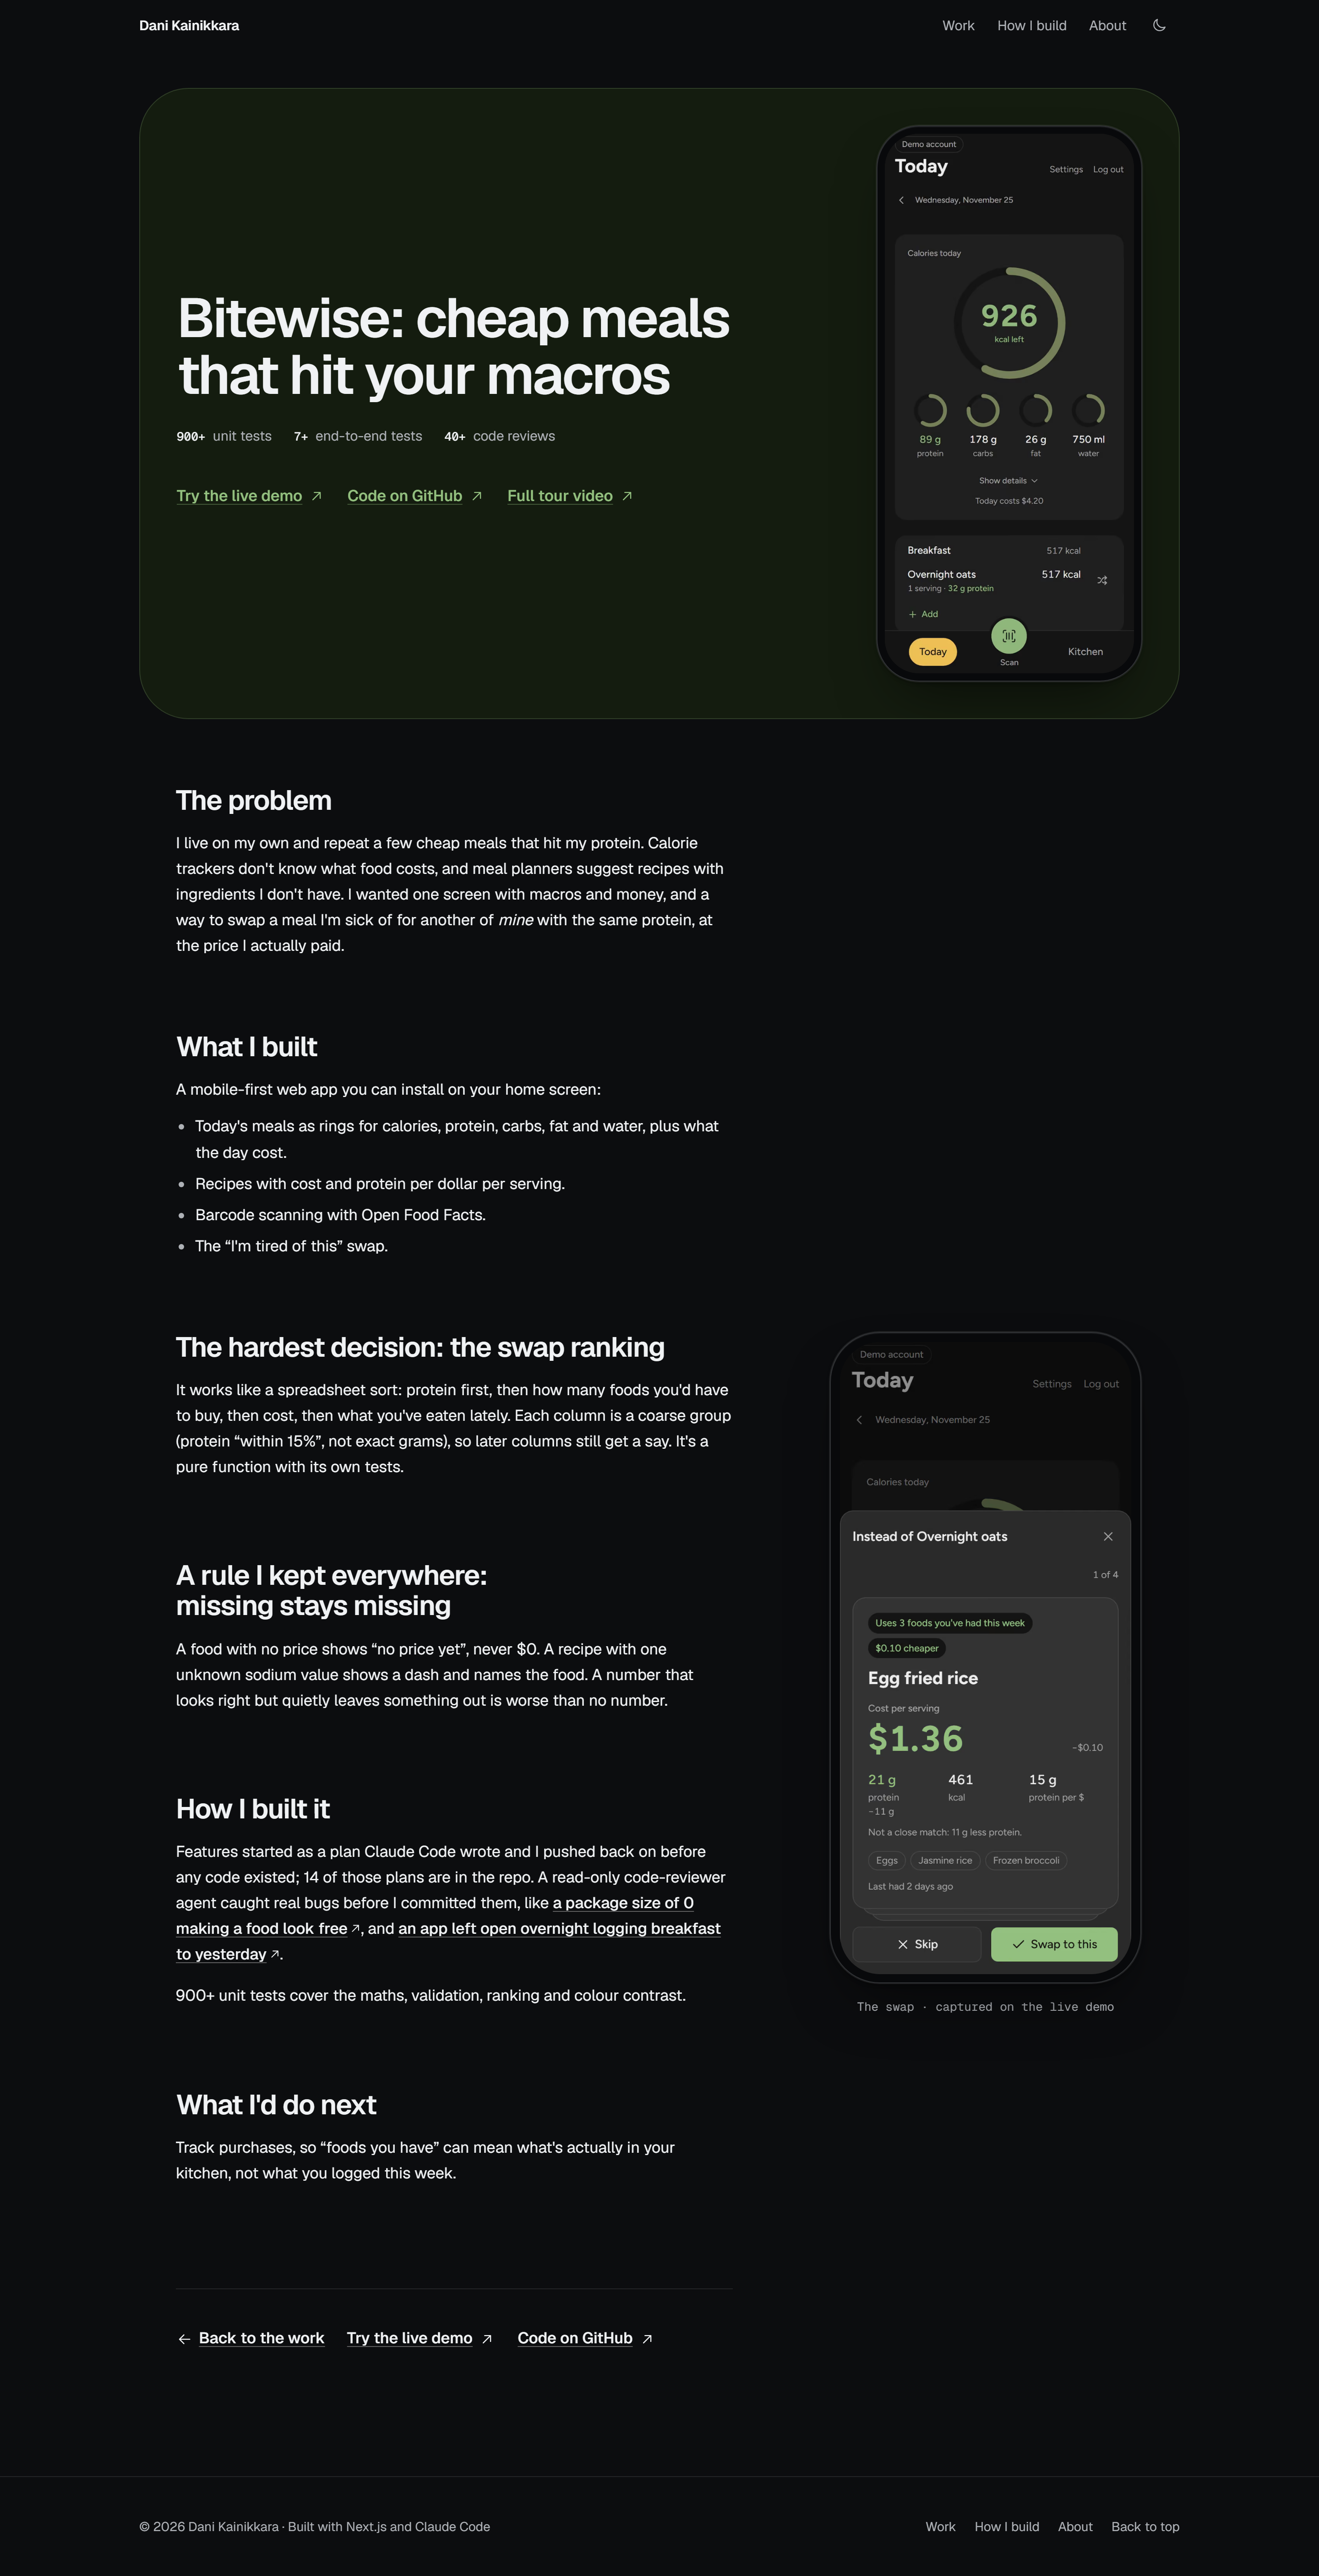 Dani Kainikkara
Work How I build About
Bitewise: cheap meals
that hit your macros
900+ unit tests 7+ end-to-end tests 40+ code reviews
Try the live demo ↗ Code on GitHub ↗ Full tour video ↗
Demo account
Today
Settings Log out
Wednesday, November 25
Calories today
926
kcal left
89 g 178 g 26 g 750 ml
protein carbs fat water
Show details
Today costs $4.20
Breakfast 517 kcal
Overnight oats 517 kcal
1 serving · 32 g protein
+ Add
Today Scan Kitchen
The problem
I live on my own and repeat a few cheap meals that hit my protein. Calorie
trackers don't know what food costs, and meal planners suggest recipes with
ingredients I don't have. I wanted one screen with macros and money, and a
way to swap a meal I'm sick of for another of mine with the same protein, at
the price I actually paid.
What I built
A mobile-first web app you can install on your home screen:
• Today's meals as rings for calories, protein, carbs, fat and water, plus what
the day cost.
• Recipes with cost and protein per dollar per serving.
• Barcode scanning with Open Food Facts.
• The “I'm tired of this” swap.
The hardest decision: the swap ranking
It works like a spreadsheet sort: protein first, then how many foods you'd have
to buy, then cost, then what you've eaten lately. Each column is a coarse group
(protein “within 15%”, not exact grams), so later columns still get a say. It's a
pure function with its own tests.
A rule I kept everywhere:
missing stays missing
A food with no price shows “no price yet”, never $0. A recipe with one
unknown sodium value shows a dash and names the food. A number that
looks right but quietly leaves something out is worse than no number.
How I built it
Features started as a plan Claude Code wrote and I pushed back on before
any code existed; 14 of those plans are in the repo. A read-only code-reviewer
agent caught real bugs before I committed them, like a package size of 0
making a food look free ↗, and an app left open overnight logging breakfast
to yesterday ↗.
900+ unit tests cover the maths, validation, ranking and colour contrast.
Demo account
Today
Settings Log out
Wednesday, November 25
Calories today
Instead of Overnight oats
1 of 4
Uses 3 foods you've had this week
$0.10 cheaper
Egg fried rice
Cost per serving
$1.36 −$0.10
21 g 461 15 g
protein kcal protein per $
−11 g
Not a close match: 11 g less protein.
Eggs Jasmine rice Frozen broccoli
Last had 2 days ago
Skip Swap to this
The swap · captured on the live demo
What I'd do next
Track purchases, so “foods you have” can mean what's actually in your
kitchen, not what you logged this week.
← Back to the work Try the live demo ↗ Code on GitHub ↗
© 2026 Dani Kainikkara · Built with Next.js and Claude Code
Work How I build About Back to top